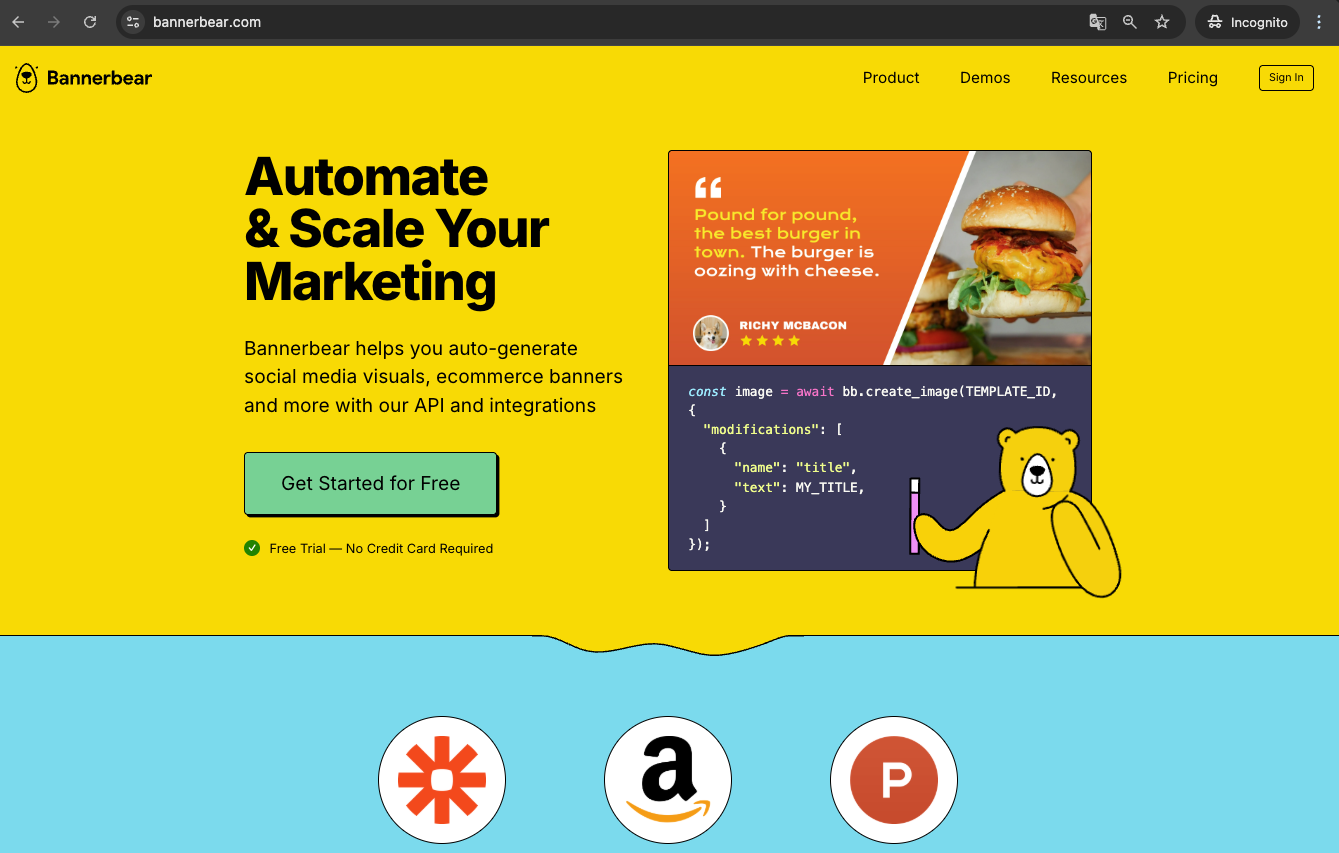 bannerbear.com
Incognito
Bannerbear
Product
Demos
Resources
Pricing
Sign In
Automate
& Scale Your
Marketing
Bannerbear helps you auto-generate
social media visuals, ecommerce banners
and more with our API and integrations
Get Started for Free
Free Trial — No Credit Card Required
“
Pound for pound,
the best burger in
town. The burger is
oozing with cheese.
RICHY MCBACON
const image = await bb.create_image(TEMPLATE_ID,
{
"modifications": [
{
"name": "title",
"text": MY_TITLE,
}
]
});
a
P